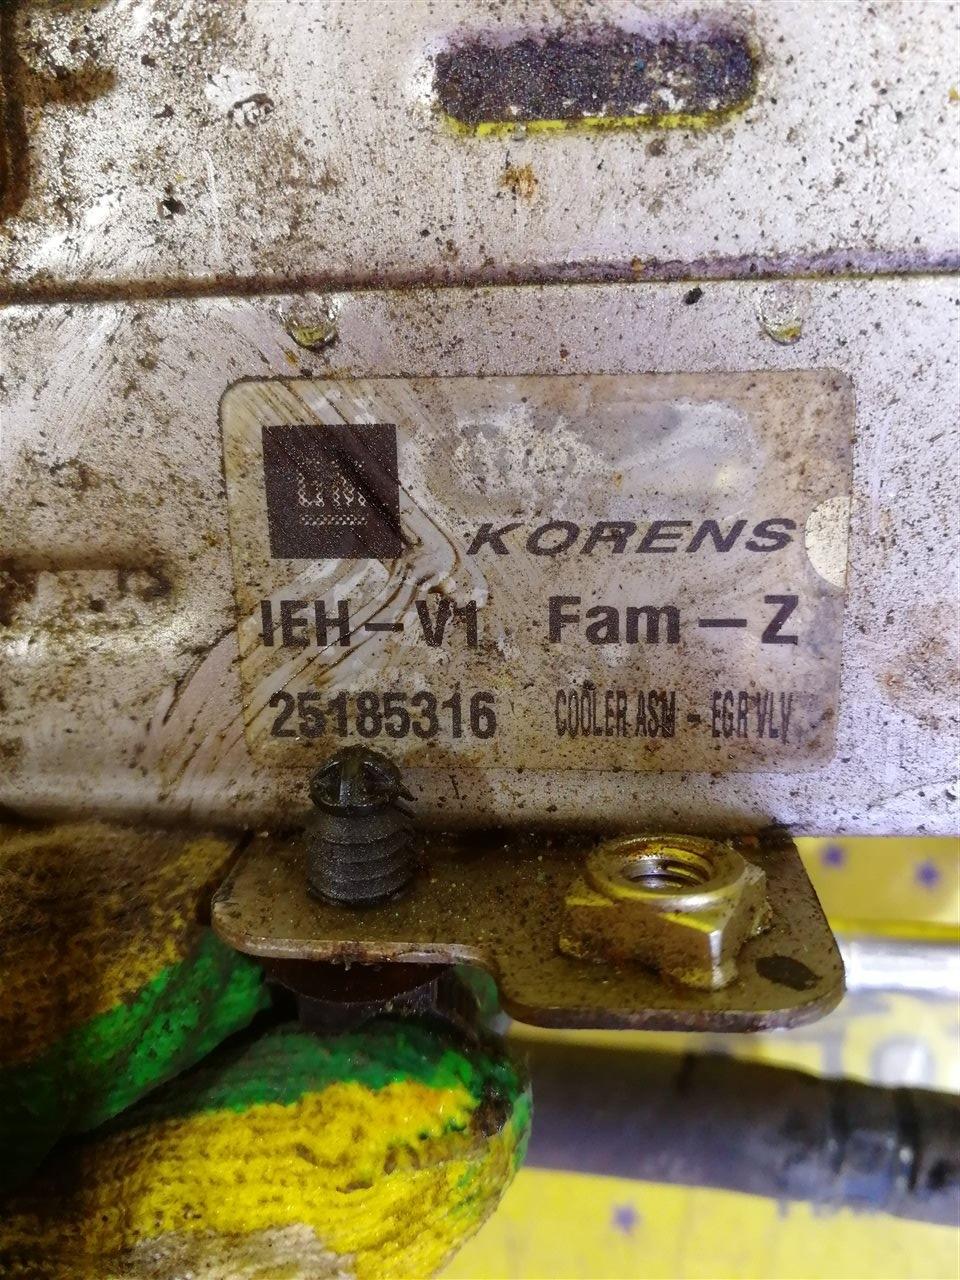 GM
KORENS
IEH-V1 Fam-Z
25185316 COOLER ASM - EGR VLV